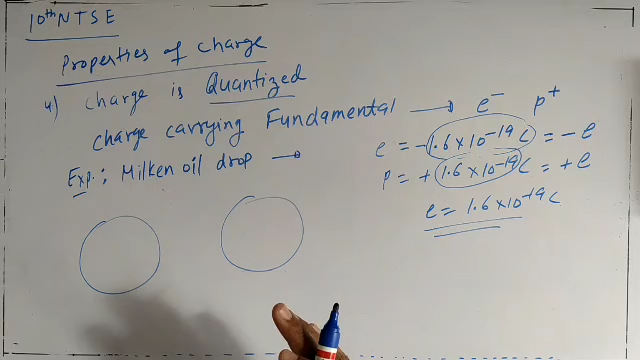 10th NTSE
Properties of charge
4) charge is Quantized
charge carrying Fundamental → e⁻ p⁺
e = -1.6×10⁻¹⁹ C = -e
Exp.: Milken oil drop →
P = + 1.6×10⁻¹⁹ C = +e
e = 1.6×10⁻¹⁹ C